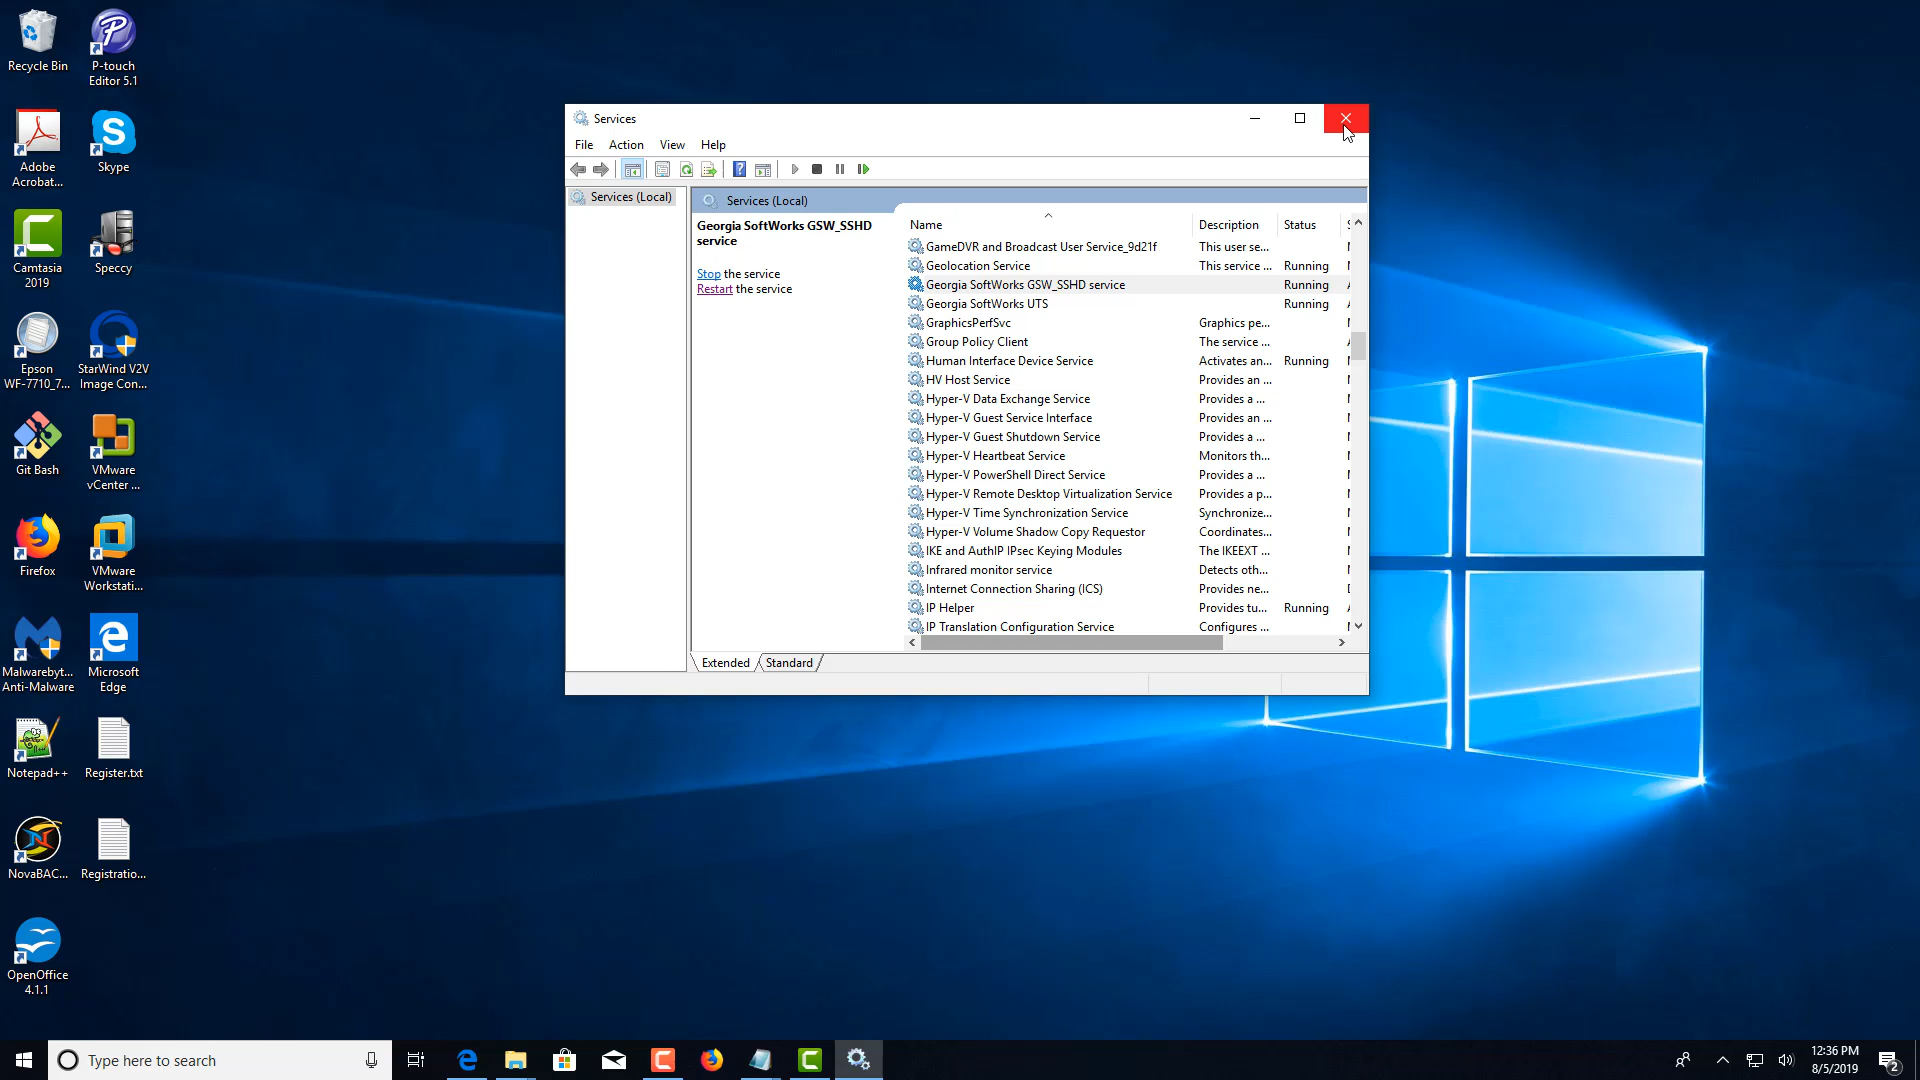 Recycle Bin
P-touch
Editor 5.1
Adobe
Acrobat...
Skype
Camtasia
2019
Speccy
Epson
WF-7710_7...
StarWind V2V
Image Con...
Git Bash
VMware
vCenter ...
Firefox
VMware
Workstati...
Malwarebyt...
Anti-Malware
Microsoft
Edge
Notepad++
Register.txt
NovaBAC...
Registratio...
OpenOffice
4.1.1
Services
File Action View Help
Services (Local)
Services (Local)
Georgia SoftWorks GSW_SSHD
service
Stop the service
Restart the service
Name Description Status
GameDVR and Broadcast User Service_9d21f This user se...
Geolocation Service This service ... Running
Georgia SoftWorks GSW_SSHD service Running
Georgia SoftWorks UTS Running
GraphicsPerfSvc Graphics pe...
Group Policy Client The service ...
Human Interface Device Service Activates an... Running
HV Host Service Provides an ...
Hyper-V Data Exchange Service Provides a ...
Hyper-V Guest Service Interface Provides an ...
Hyper-V Guest Shutdown Service Provides a ...
Hyper-V Heartbeat Service Monitors th...
Hyper-V PowerShell Direct Service Provides a ...
Hyper-V Remote Desktop Virtualization Service Provides a p...
Hyper-V Time Synchronization Service Synchronize...
Hyper-V Volume Shadow Copy Requestor Coordinates...
IKE and AuthIP IPsec Keying Modules The IKEEXT ...
Infrared monitor service Detects oth...
Internet Connection Sharing (ICS) Provides ne...
IP Helper Provides tu... Running
IP Translation Configuration Service Configures ...
Extended Standard
Type here to search
12:36 PM
8/5/2019
2